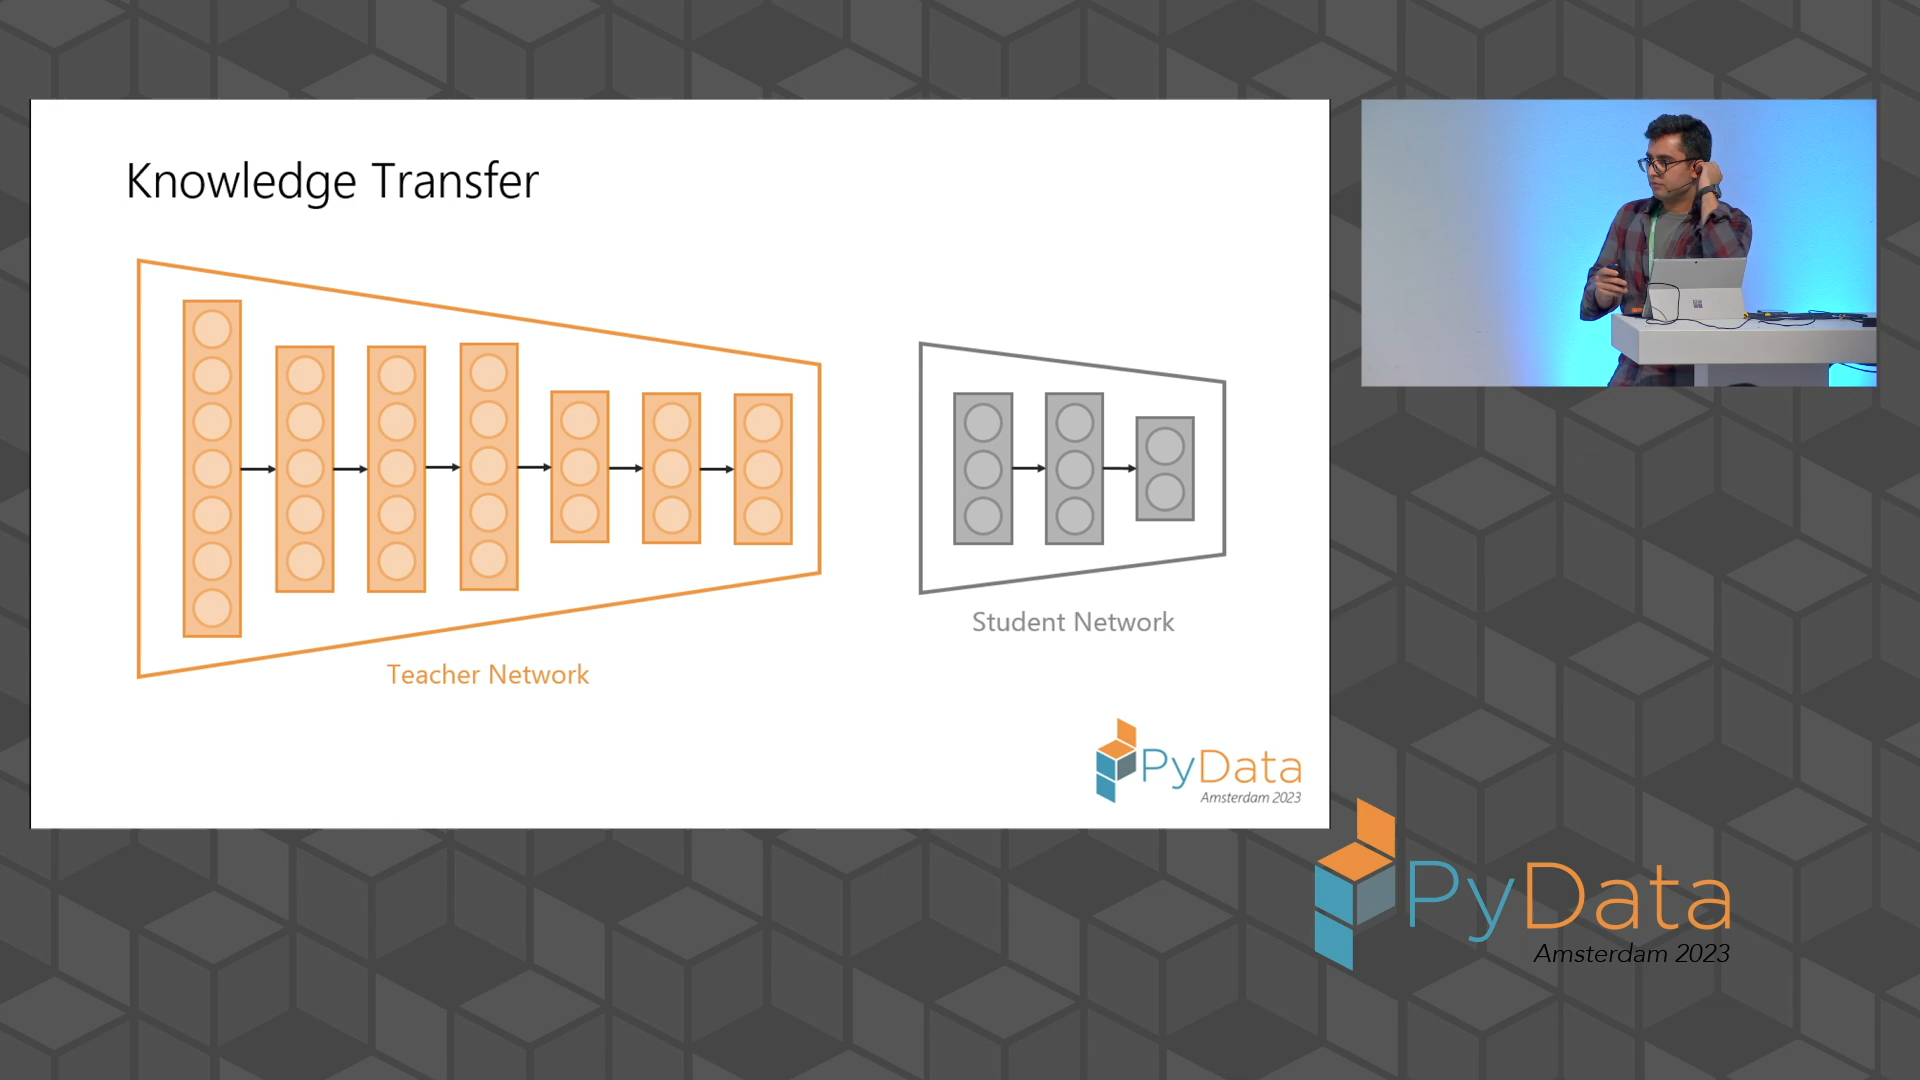 Knowledge Transfer
Teacher Network
Student Network
PyData
Amsterdam 2023
PyData
Amsterdam 2023